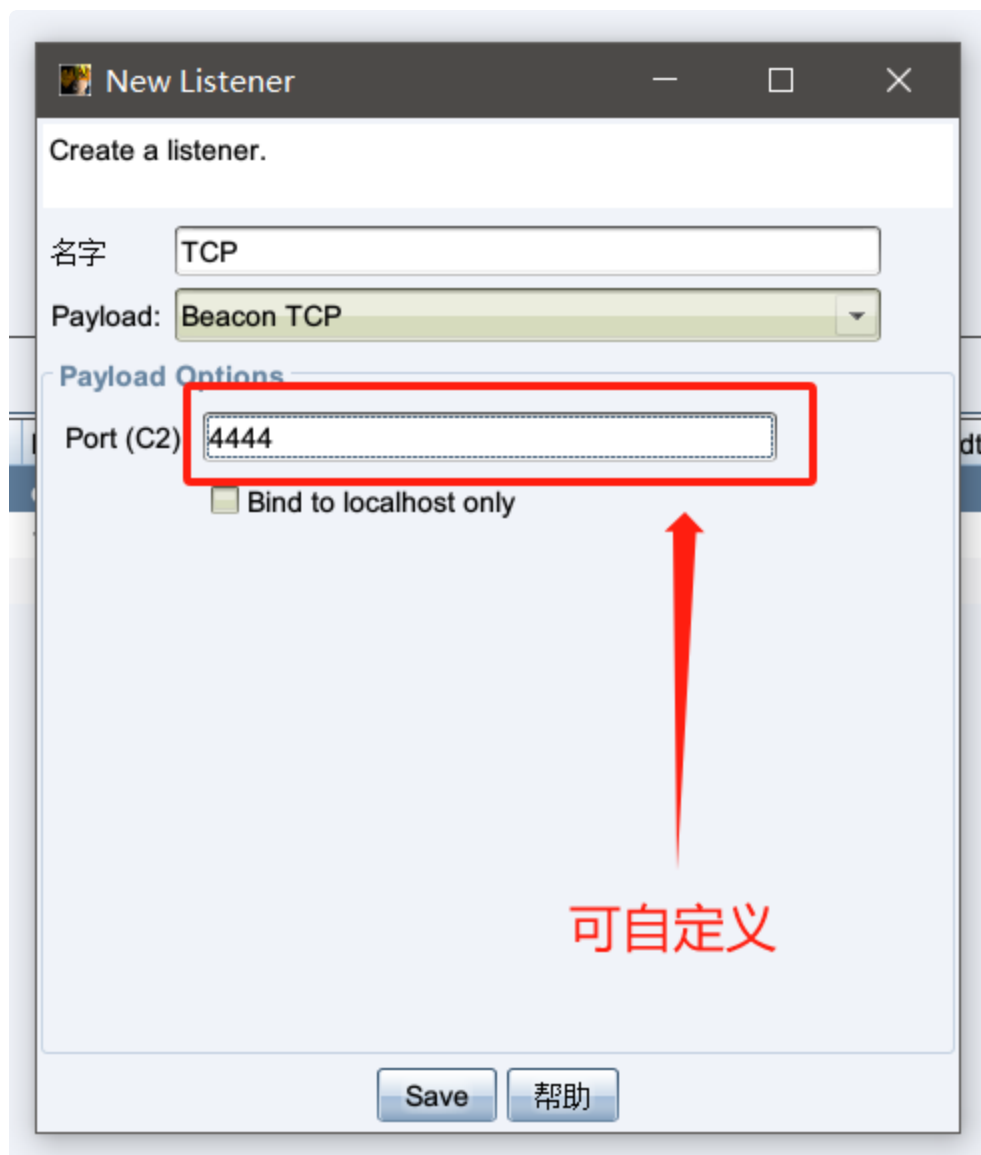 New Listener
Create a listener.
名字 TCP
Payload: Beacon TCP
Payload Options
Port (C2) 4444
Bind to localhost only
可自定义
Save 帮助